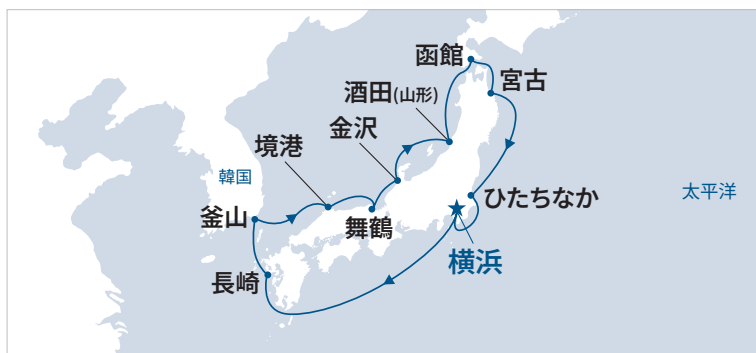 函館
宮古
酒田(山形)
金沢
境港
韓国
釜山
舞鶴
ひたちなか
太平洋
横浜
長崎